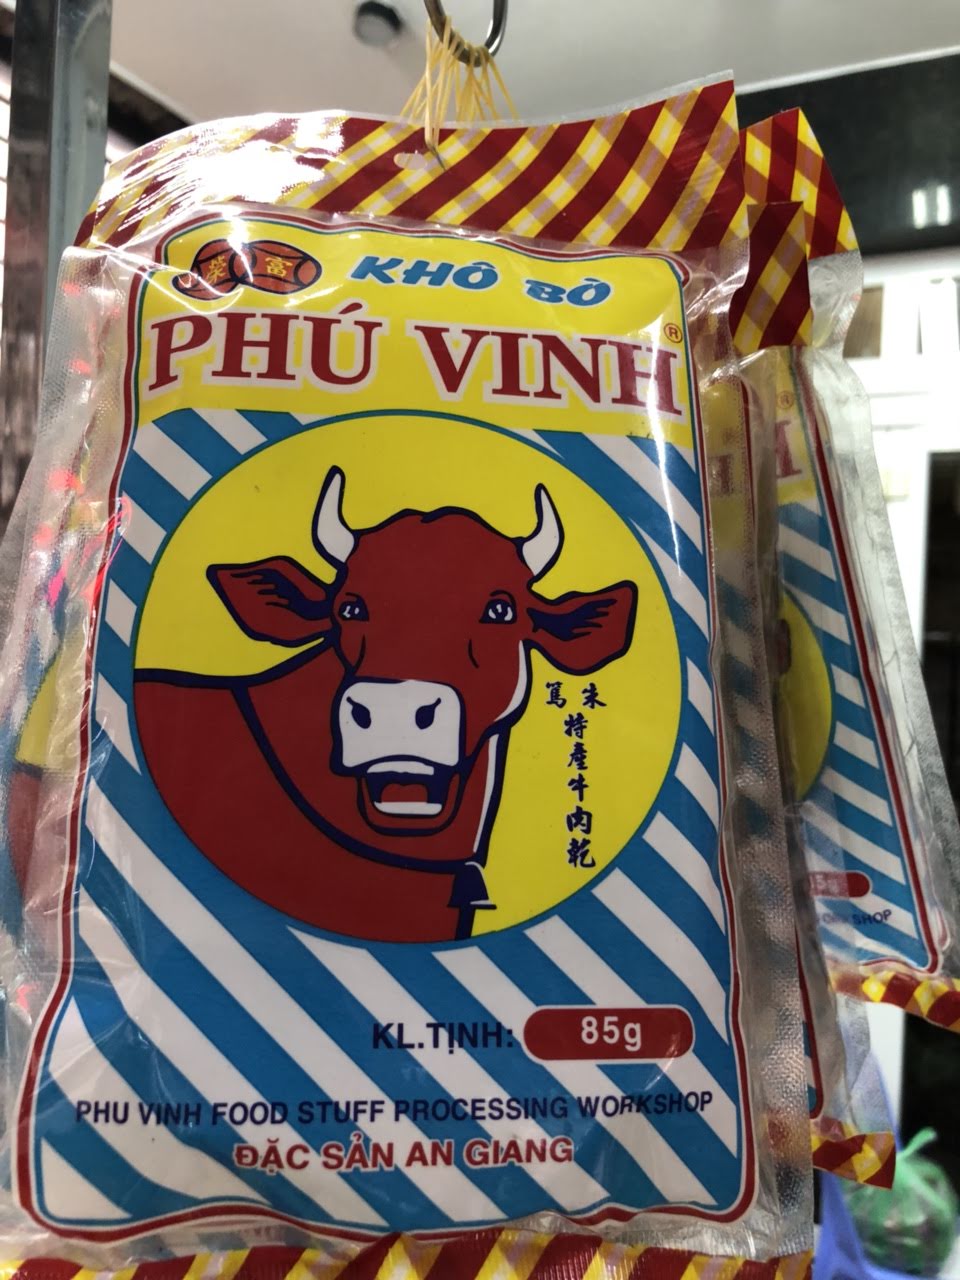 富
KHÔ BÒ
PHÚ VINH®
朱篤
特產牛肉乾
KL.TỊNH: 85g
PHU VINH FOOD STUFF PROCESSING WORKSHOP
ĐẶC SẢN AN GIANG
SHOP